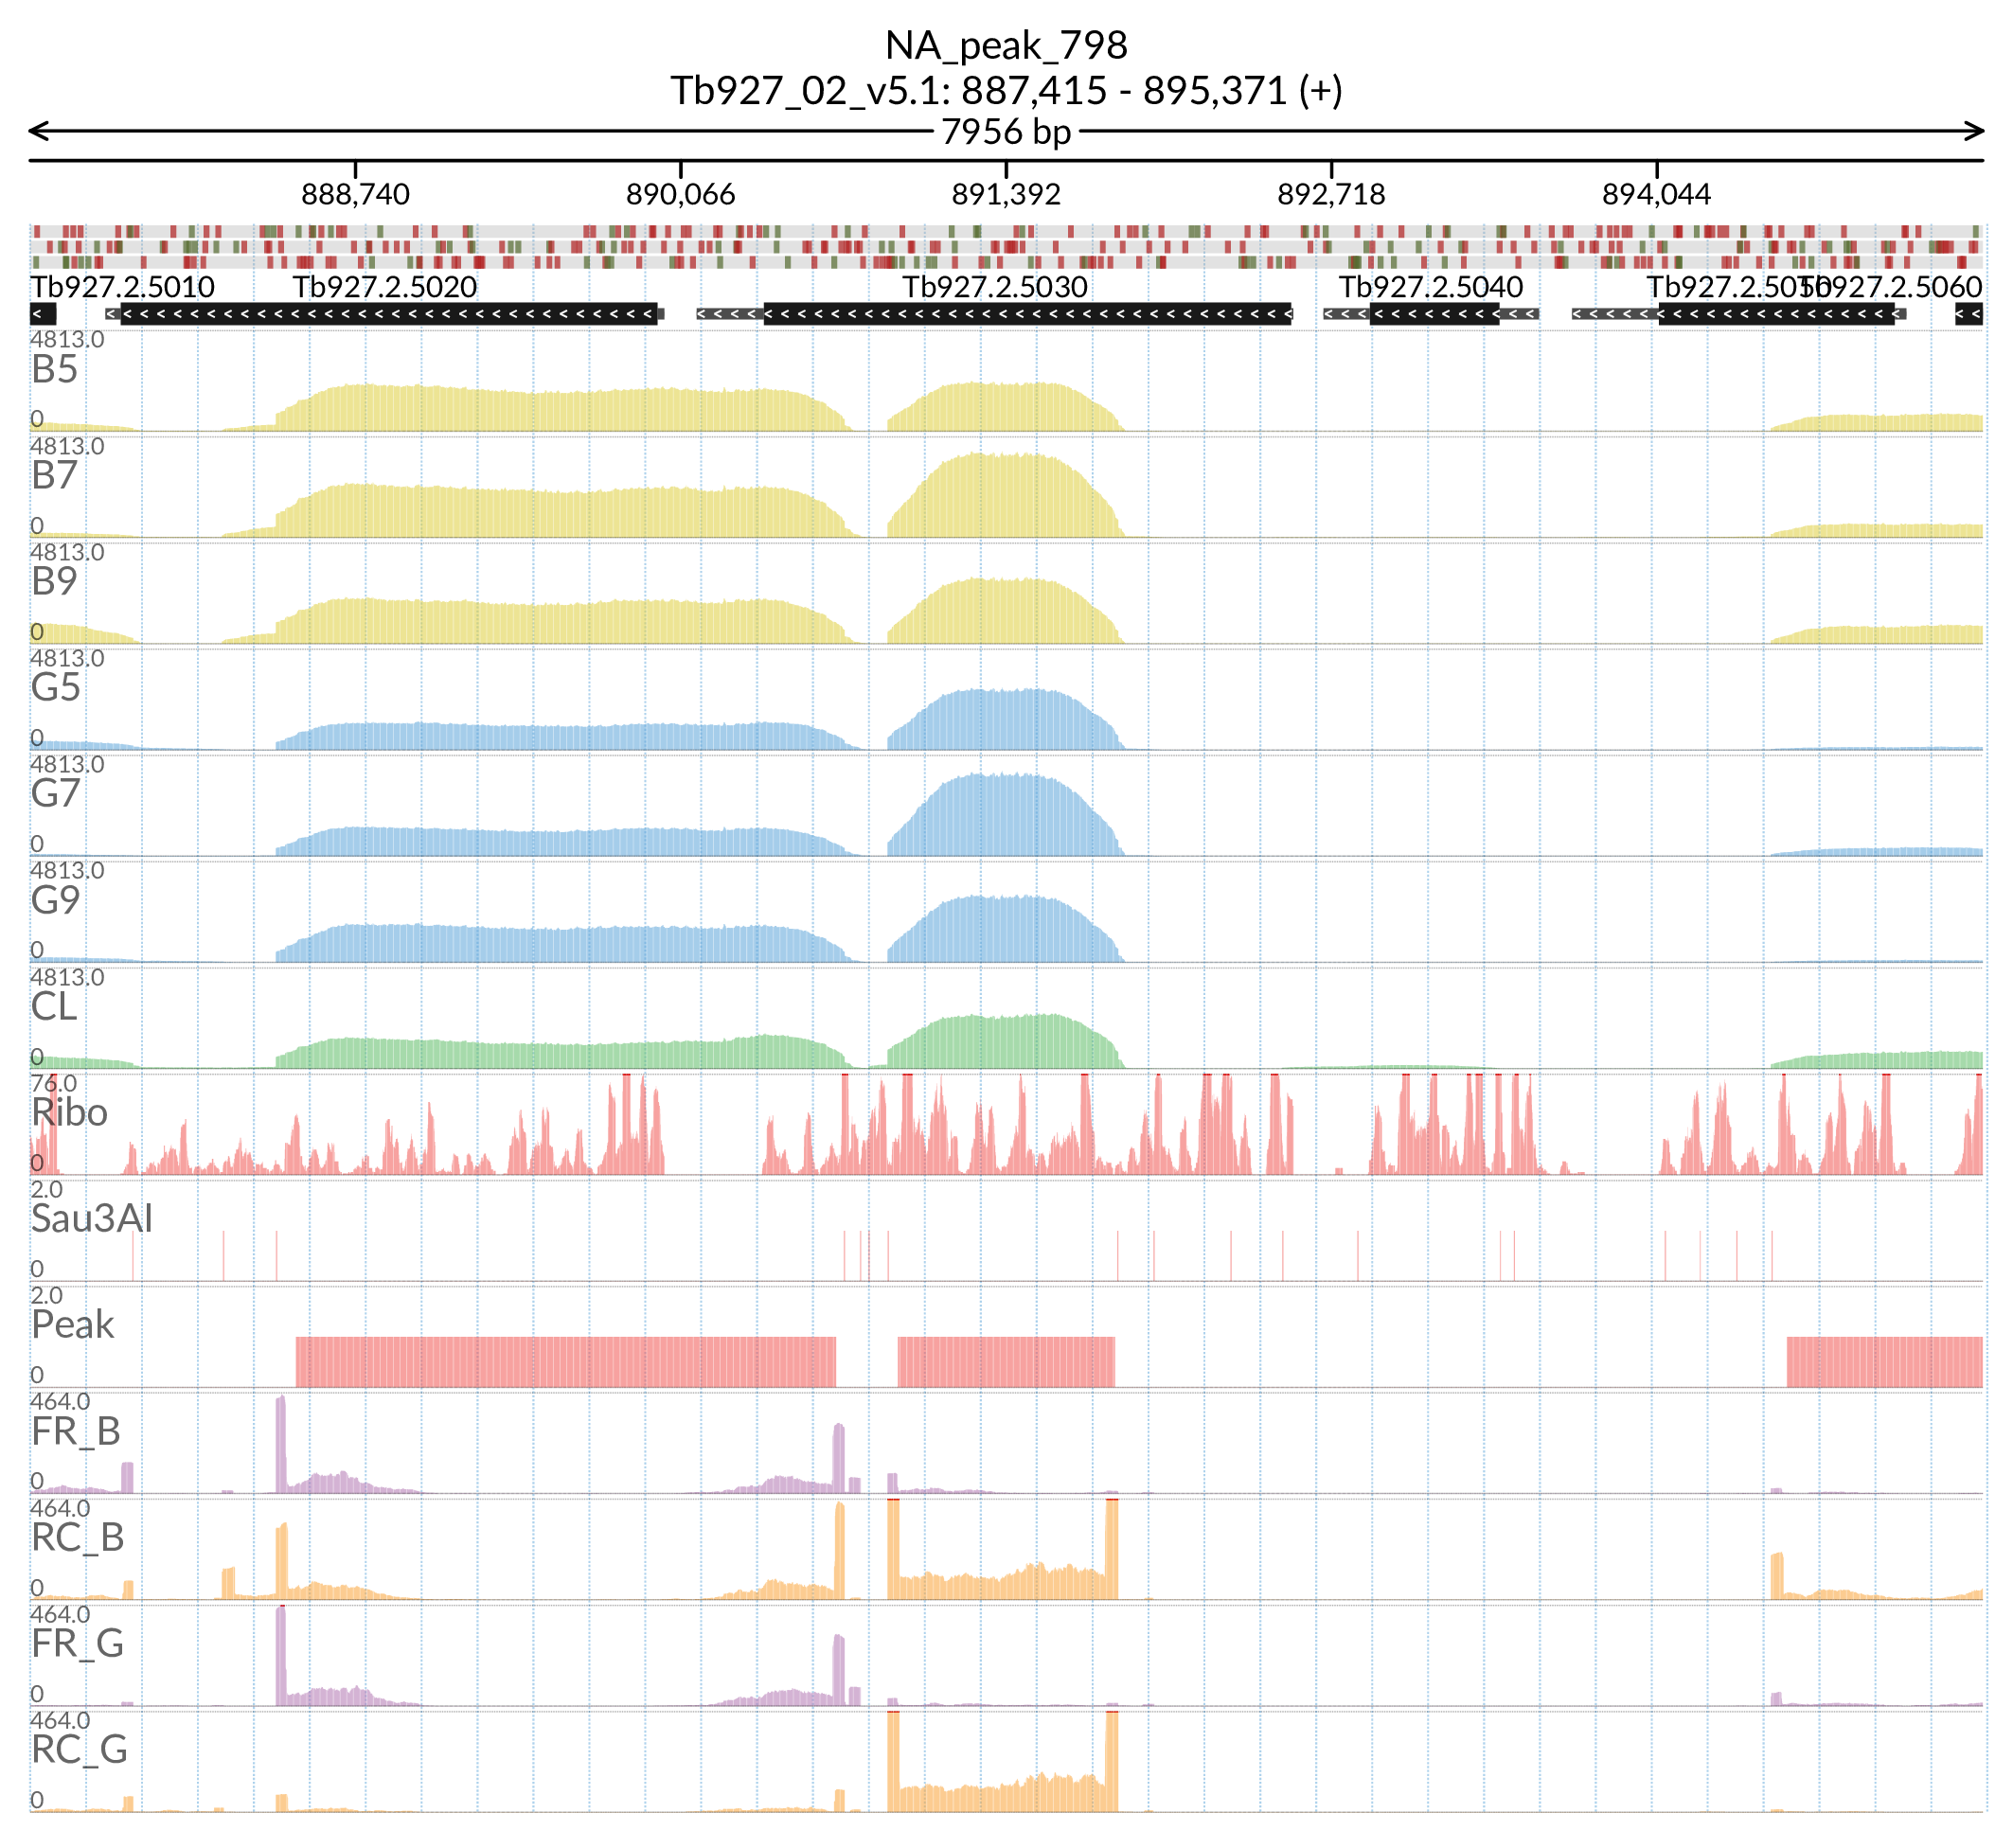 NA_peak_798
Tb927_02_v5.1: 887,415 - 895,371 (+)
7956 bp
888,740 890,066 891,392 892,718 894,044
Tb927.2.5010 Tb927.2.5020 Tb927.2.5030 Tb927.2.5040 Tb927.2.5050 Tb927.2.5060
4813.0
B5
0
4813.0
B7
0
4813.0
B9
0
4813.0
G5
0
4813.0
G7
0
4813.0
G9
0
4813.0
CL
0
76.0
Ribo
0
2.0
Sau3AI
0
2.0
Peak
0
464.0
FR_B
0
464.0
RC_B
0
464.0
FR_G
0
464.0
RC_G
0